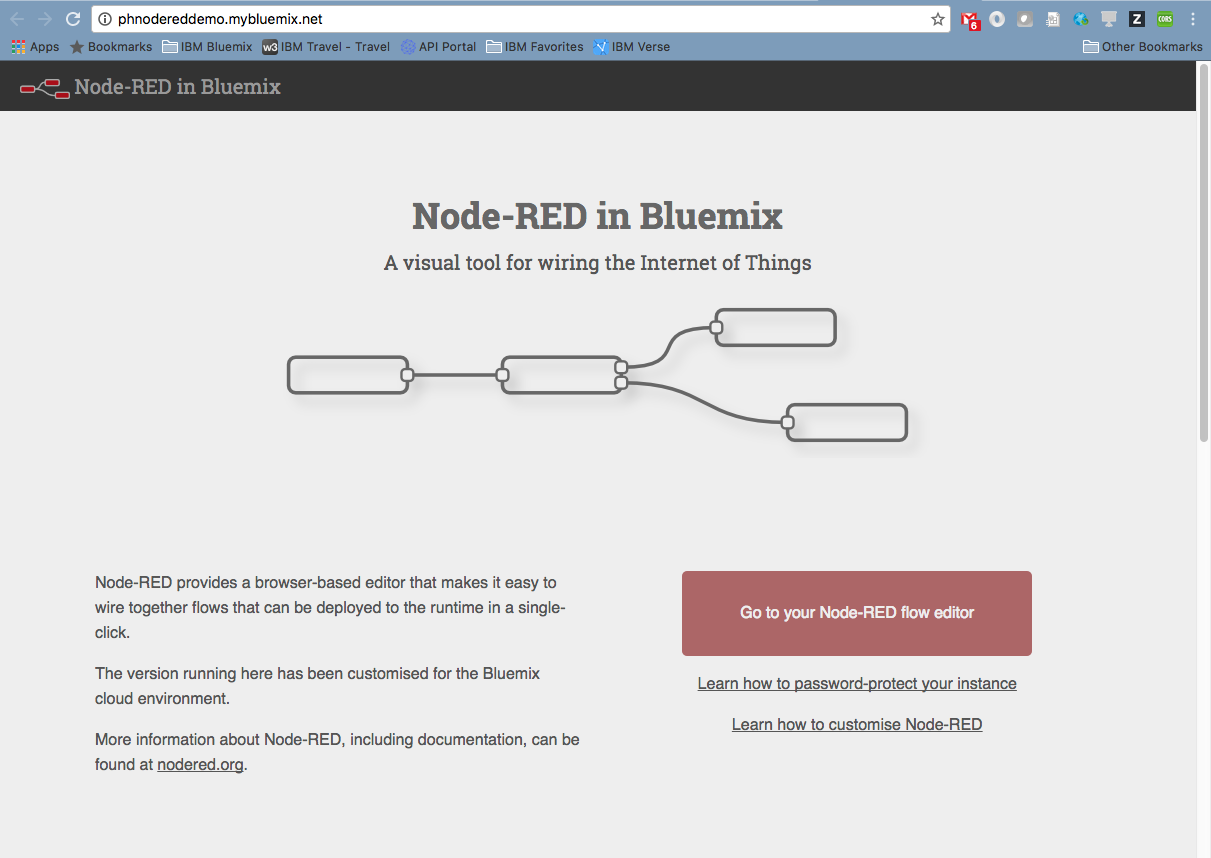 phnodereddemo.mybluemix.net
6
Z
CORS
Apps Bookmarks IBM Bluemix w3 IBM Travel - Travel API Portal IBM Favorites IBM Verse Other Bookmarks
Node-RED in Bluemix
Node-RED in Bluemix
A visual tool for wiring the Internet of Things
Node-RED provides a browser-based editor that makes it easy to
wire together flows that can be deployed to the runtime in a single-
click.
The version running here has been customised for the Bluemix
cloud environment.
More information about Node-RED, including documentation, can be
found at nodered.org.
Go to your Node-RED flow editor
Learn how to password-protect your instance
Learn how to customise Node-RED